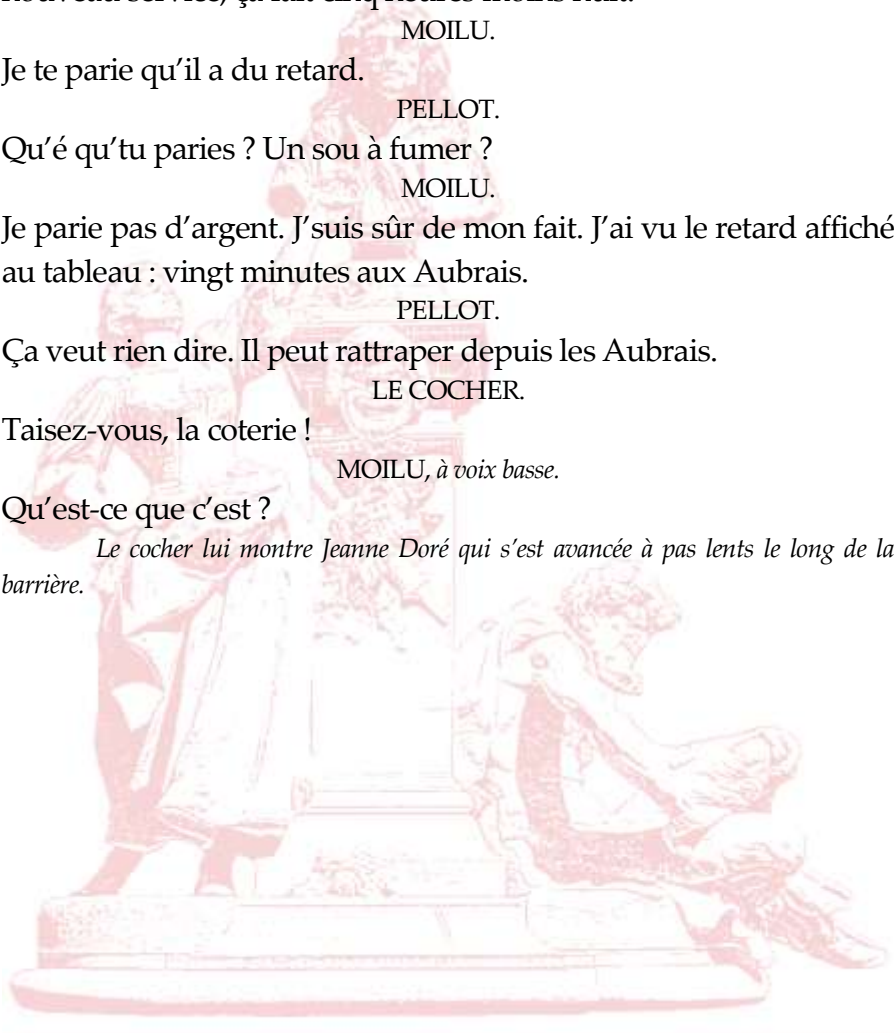 MOILU.
Je te parie qu’il a du retard.
PELLOT.
Qu’é qu’tu paries ? Un sou à fumer ?
MOILU.
Je parie pas d’argent. J’suis sûr de mon fait. J’ai vu le retard affiché
au tableau : vingt minutes aux Aubrais.
PELLOT.
Ça veut rien dire. Il peut rattraper depuis les Aubrais.
LE COCHER.
Taisez-vous, la coterie !
MOILU, à voix basse.
Qu’est-ce que c’est ?
Le cocher lui montre Jeanne Doré qui s’est avancée à pas lents le long de la
barrière.